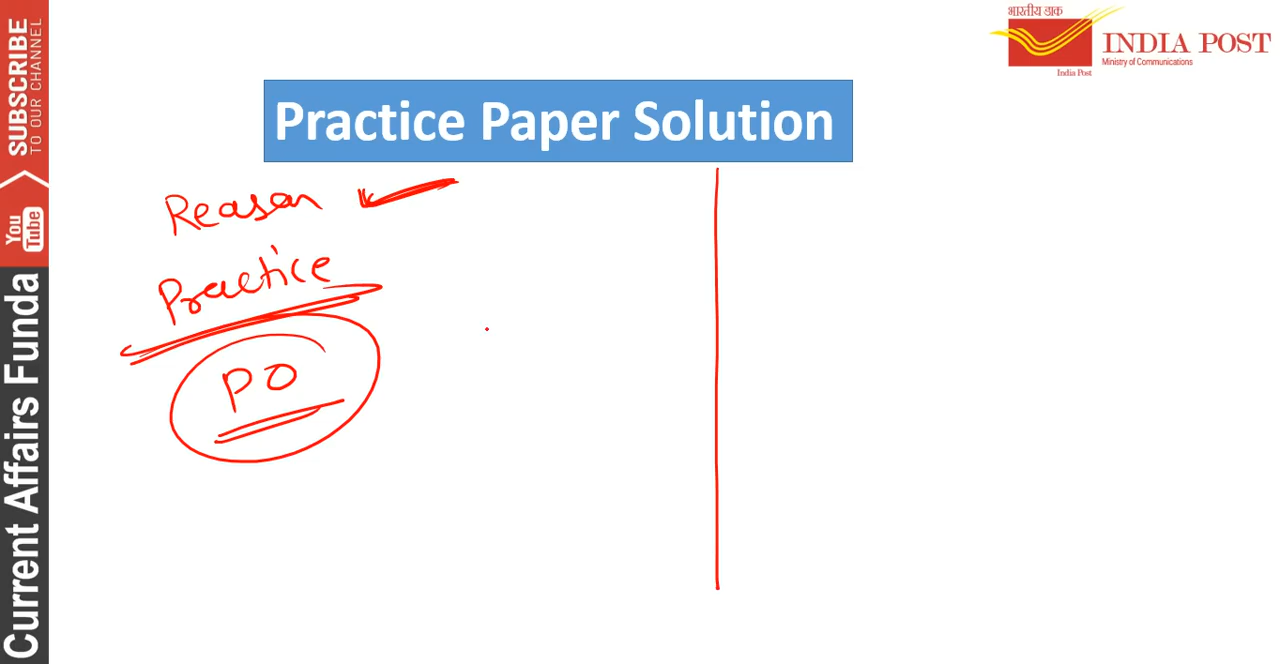 SUBSCRIBE
TO OUR CHANNEL
You
Tube
Current Affairs Funda
भारतीय डाक
INDIA POST
Ministry of Communications
India Post
Practice Paper Solution
Reason
Practice
PO